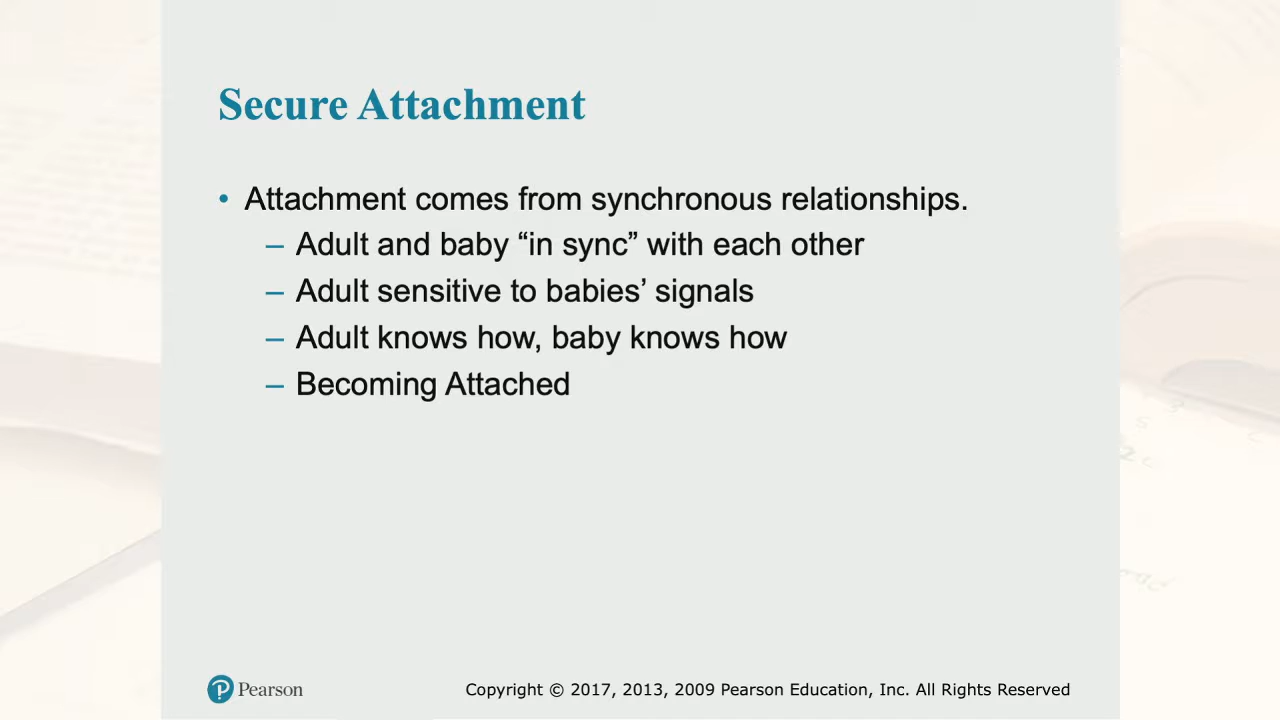 Secure Attachment
• Attachment comes from synchronous relationships.
– Adult and baby “in sync” with each other
– Adult sensitive to babies’ signals
– Adult knows how, baby knows how
– Becoming Attached
Pearson
Copyright © 2017, 2013, 2009 Pearson Education, Inc. All Rights Reserved